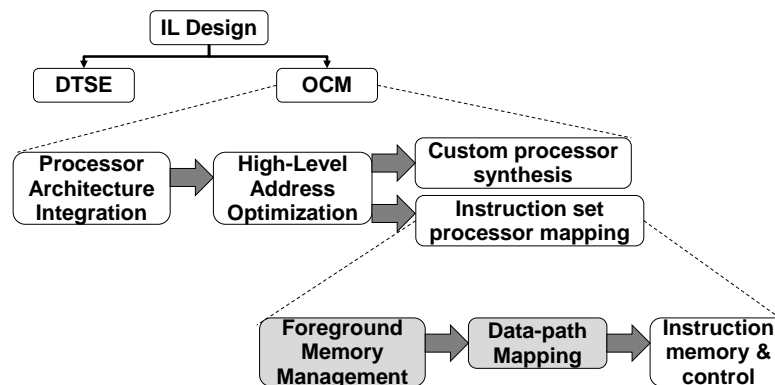 IL Design
DTSE
OCM
Processor
Architecture
Integration
High-Level
Address
Optimization
Custom processor
synthesis
Instruction set
processor mapping
Foreground
Memory
Management
Data-path
Mapping
Instruction
memory &
control